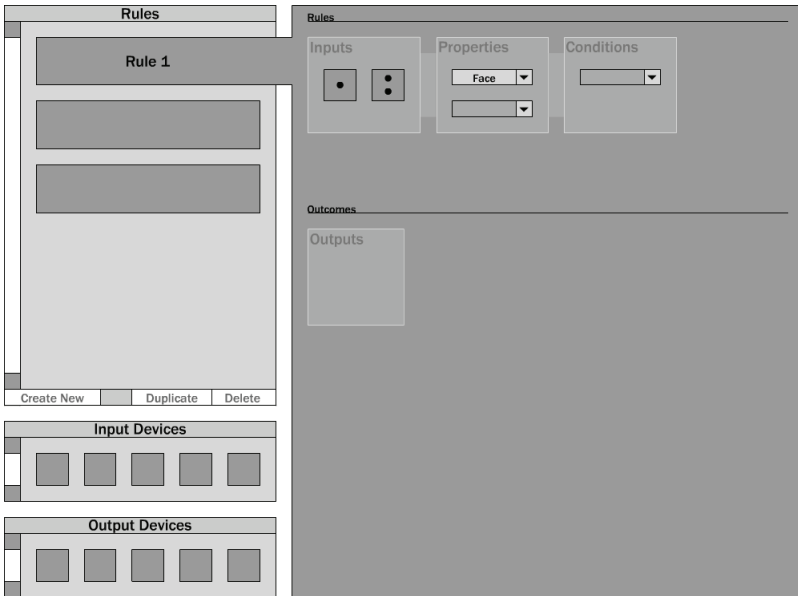 Rules
Rule 1
Create New
Duplicate
Delete
Input Devices
Output Devices
Rules
Inputs
Properties
Conditions
Face
Outcomes
Outputs